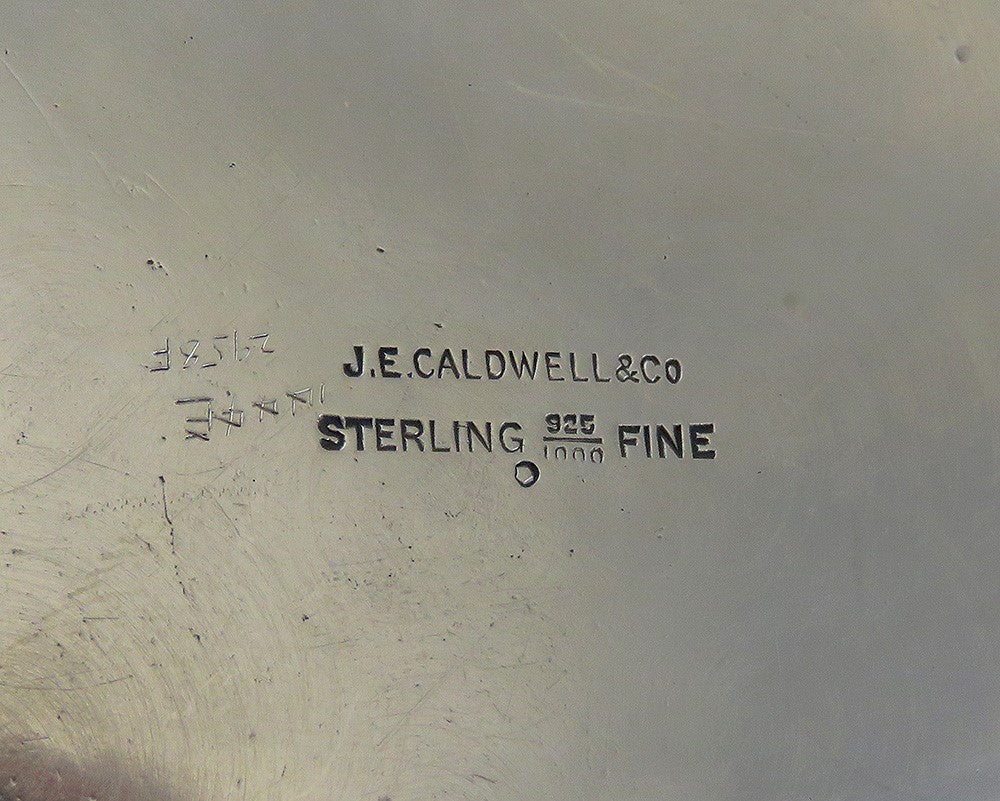 J.E.CALDWELL&Co
STERLING 925/1000 FINE